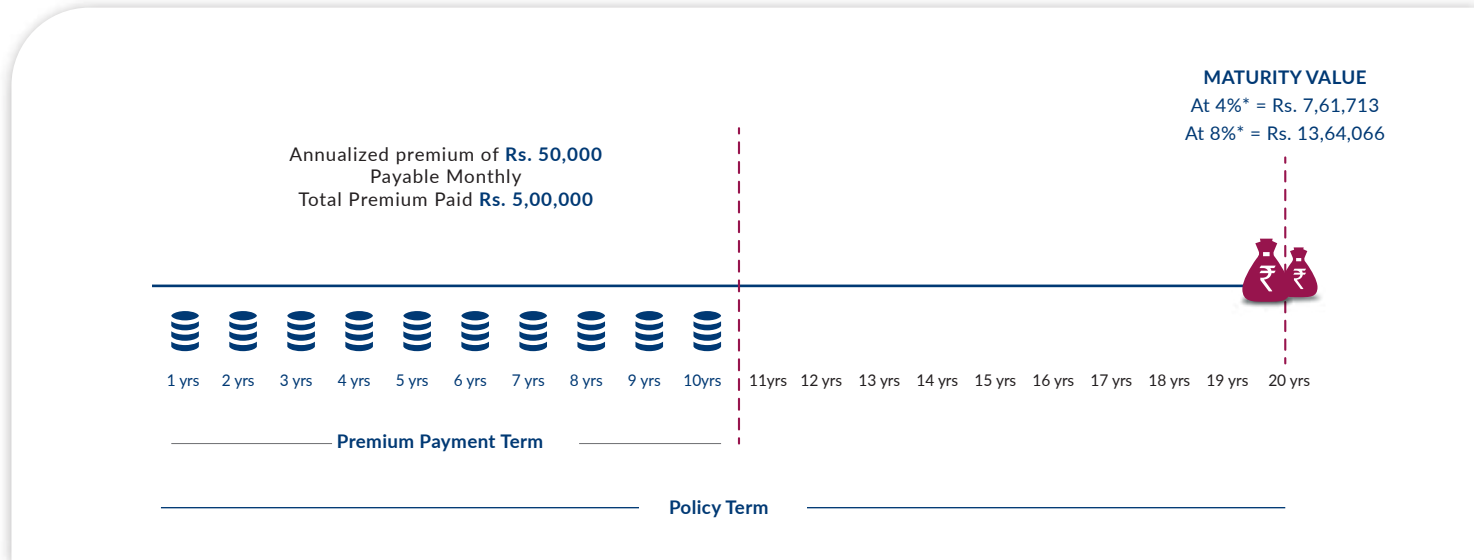 MATURITY VALUE
At 4%* = Rs. 7,61,713
At 8%* = Rs. 13,64,066
Annualized premium of Rs. 50,000
Payable Monthly
Total Premium Paid Rs. 5,00,000
₹ ₹
1 yrs 2 yrs 3 yrs 4 yrs 5 yrs 6 yrs 7 yrs 8 yrs 9 yrs 10yrs 11yrs 12 yrs 13 yrs 14 yrs 15 yrs 16 yrs 17 yrs 18 yrs 19 yrs 20 yrs
Premium Payment Term
Policy Term